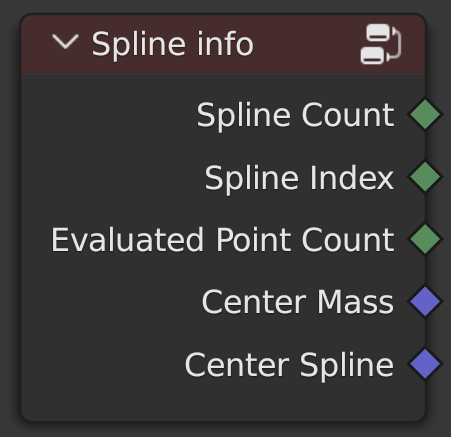 Spline info
Spline Count
Spline Index
Evaluated Point Count
Center Mass
Center Spline